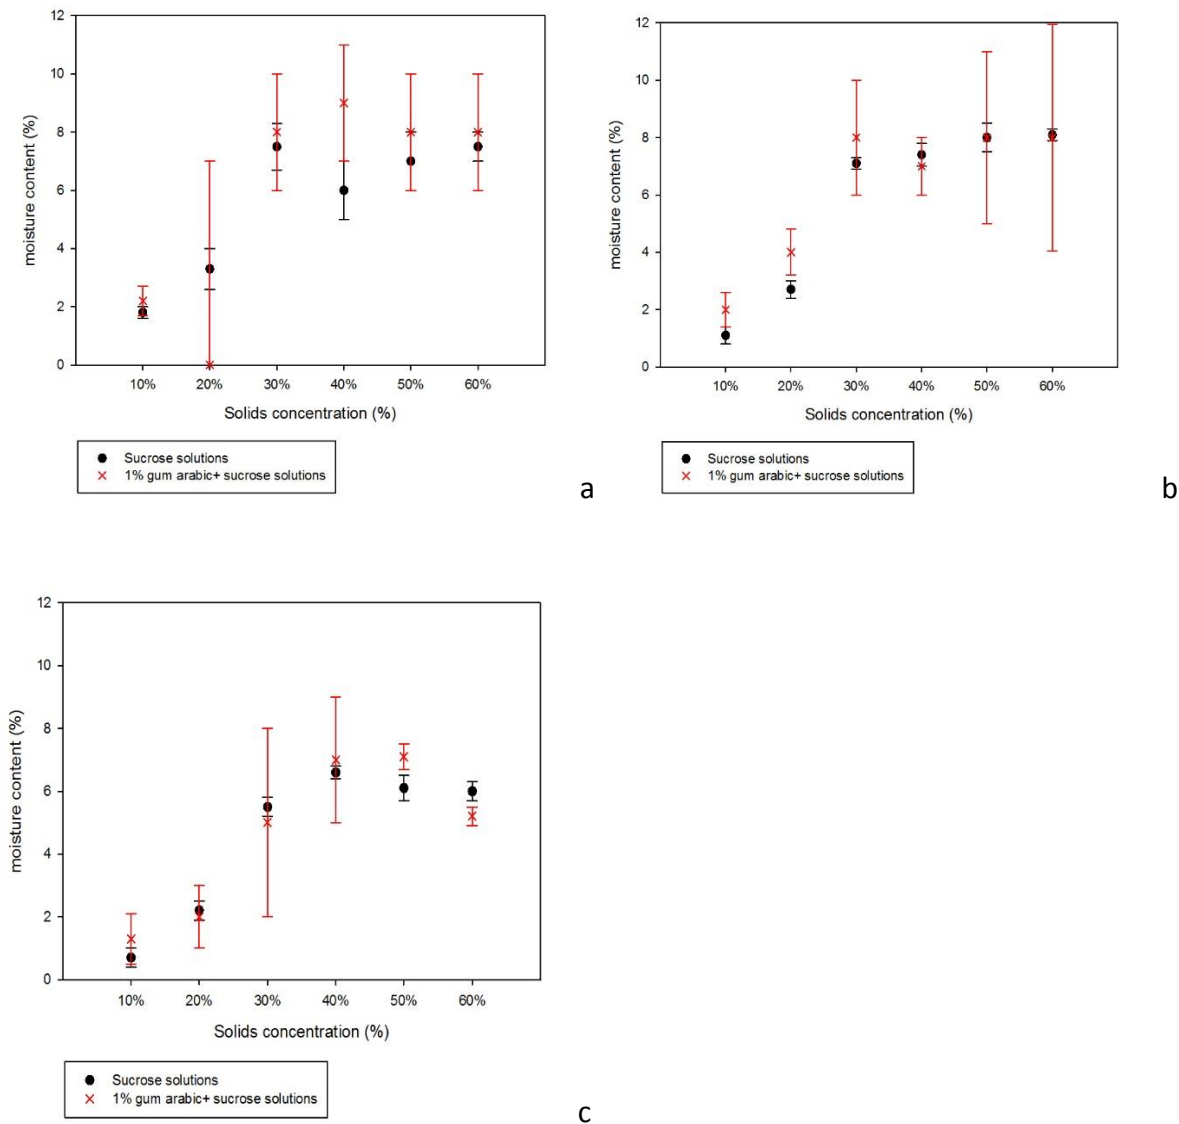 12
10
8
6
4
2
0
moisture content (%)
10% 20% 30% 40% 50% 60%
Solids concentration (%)
Sucrose solutions
1% gum arabic+ sucrose solutions
a
12
10
8
6
4
2
0
moisture content (%)
10% 20% 30% 40% 50% 60%
Solids concentration (%)
Sucrose solutions
1% gum arabic+ sucrose solutions
b
12
10
8
6
4
2
0
moisture content (%)
10% 20% 30% 40% 50% 60%
Solids concentration (%)
Sucrose solutions
1% gum arabic+ sucrose solutions
c